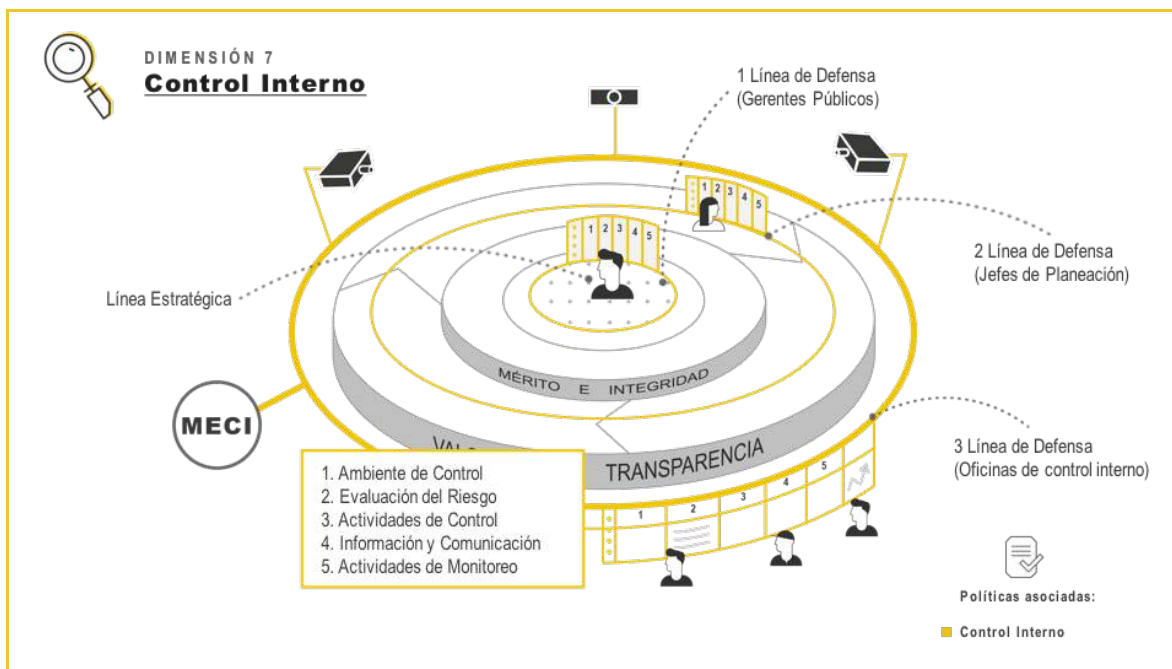 DIMENSIÓN 7
Control Interno
1 Línea de Defensa
(Gerentes Públicos)
1 2 3 4 5
1 2 3 4 5
2 Línea de Defensa
(Jefes de Planeación)
Línea Estratégica
MÉRITO E INTEGRIDAD
MECI
TRANSPARENCIA
3 Línea de Defensa
(Oficinas de control interno)
1. Ambiente de Control
2. Evaluación del Riesgo
3. Actividades de Control
4. Información y Comunicación
5. Actividades de Monitoreo
1 2 3 4 5
Políticas asociadas:
Control Interno